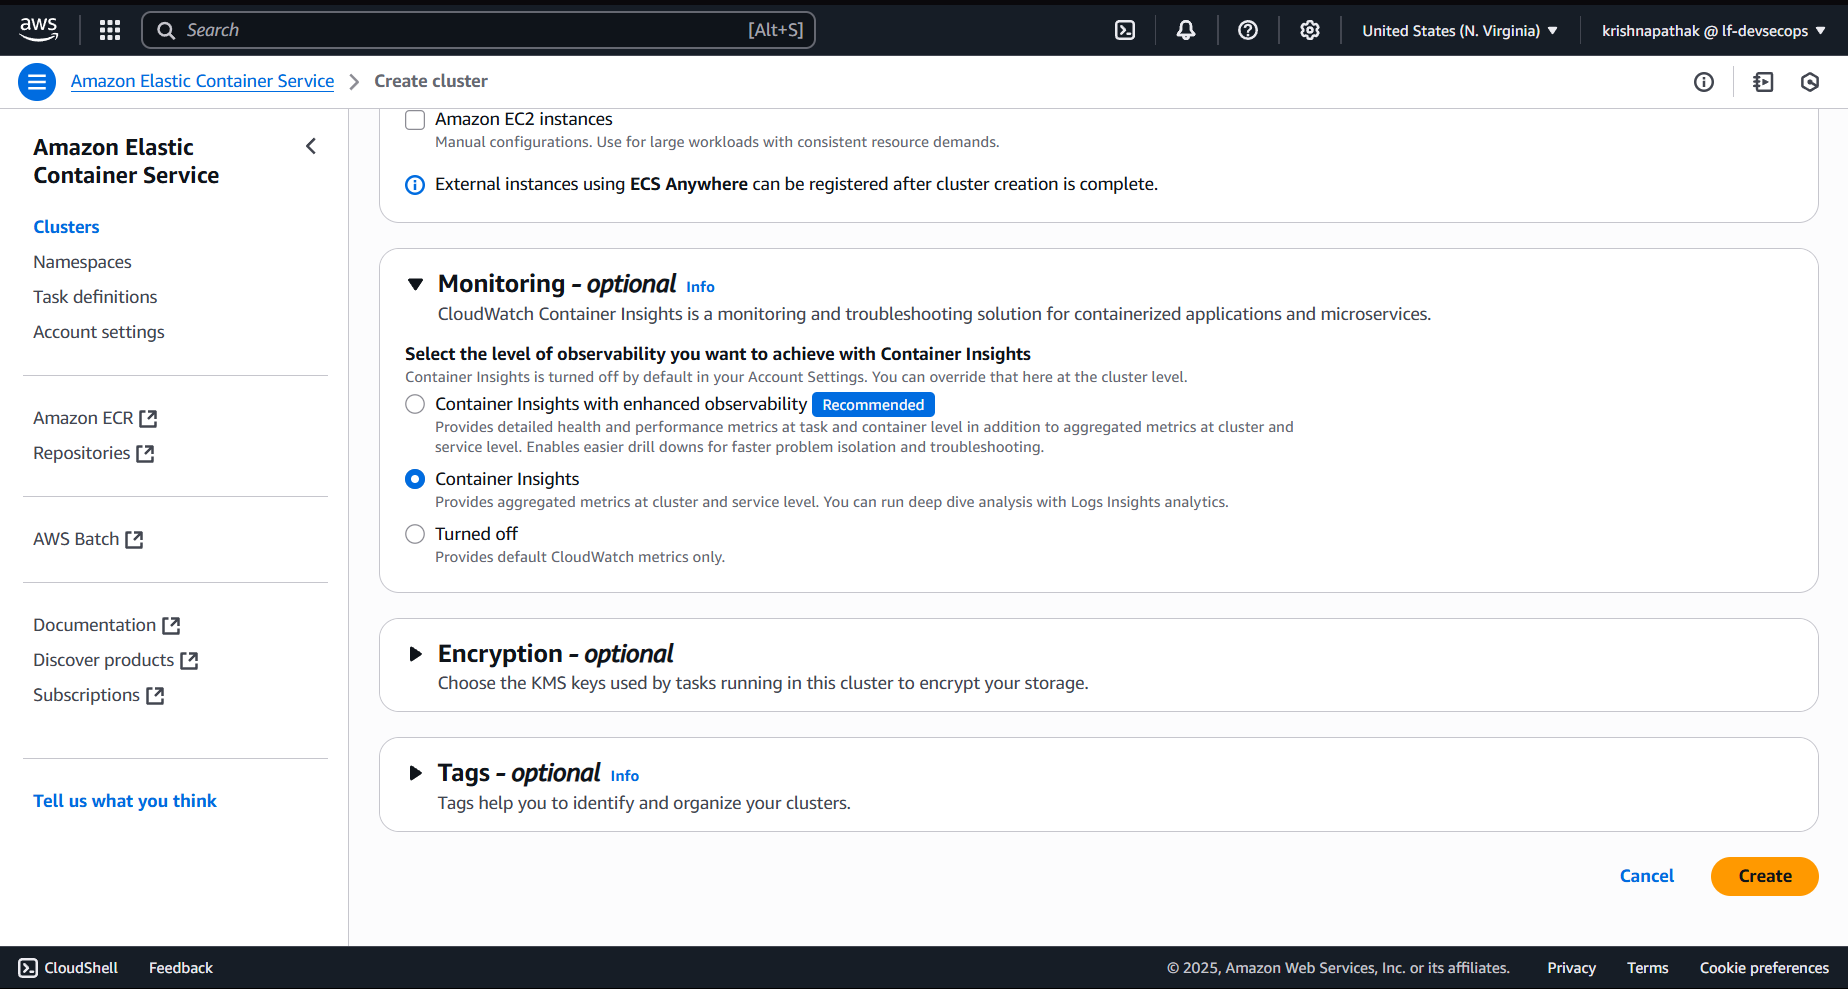 aws
Search
[Alt+S]
United States (N. Virginia)
krishnapathak @ lf-devsecops
Amazon Elastic Container Service
Create cluster
Amazon Elastic
Container Service
Clusters
Namespaces
Task definitions
Account settings
Amazon ECR
Repositories
AWS Batch
Documentation
Discover products
Subscriptions
Tell us what you think
Amazon EC2 instances
Manual configurations. Use for large workloads with consistent resource demands.
External instances using ECS Anywhere can be registered after cluster creation is complete.
Monitoring - optional Info
CloudWatch Container Insights is a monitoring and troubleshooting solution for containerized applications and microservices.
Select the level of observability you want to achieve with Container Insights
Container Insights is turned off by default in your Account Settings. You can override that here at the cluster level.
Container Insights with enhanced observability Recommended
Provides detailed health and performance metrics at task and container level in addition to aggregated metrics at cluster and
service level. Enables easier drill downs for faster problem isolation and troubleshooting.
Container Insights
Provides aggregated metrics at cluster and service level. You can run deep dive analysis with Logs Insights analytics.
Turned off
Provides default CloudWatch metrics only.
Encryption - optional
Choose the KMS keys used by tasks running in this cluster to encrypt your storage.
Tags - optional Info
Tags help you to identify and organize your clusters.
Cancel
Create
CloudShell
Feedback
© 2025, Amazon Web Services, Inc. or its affiliates.
Privacy
Terms
Cookie preferences